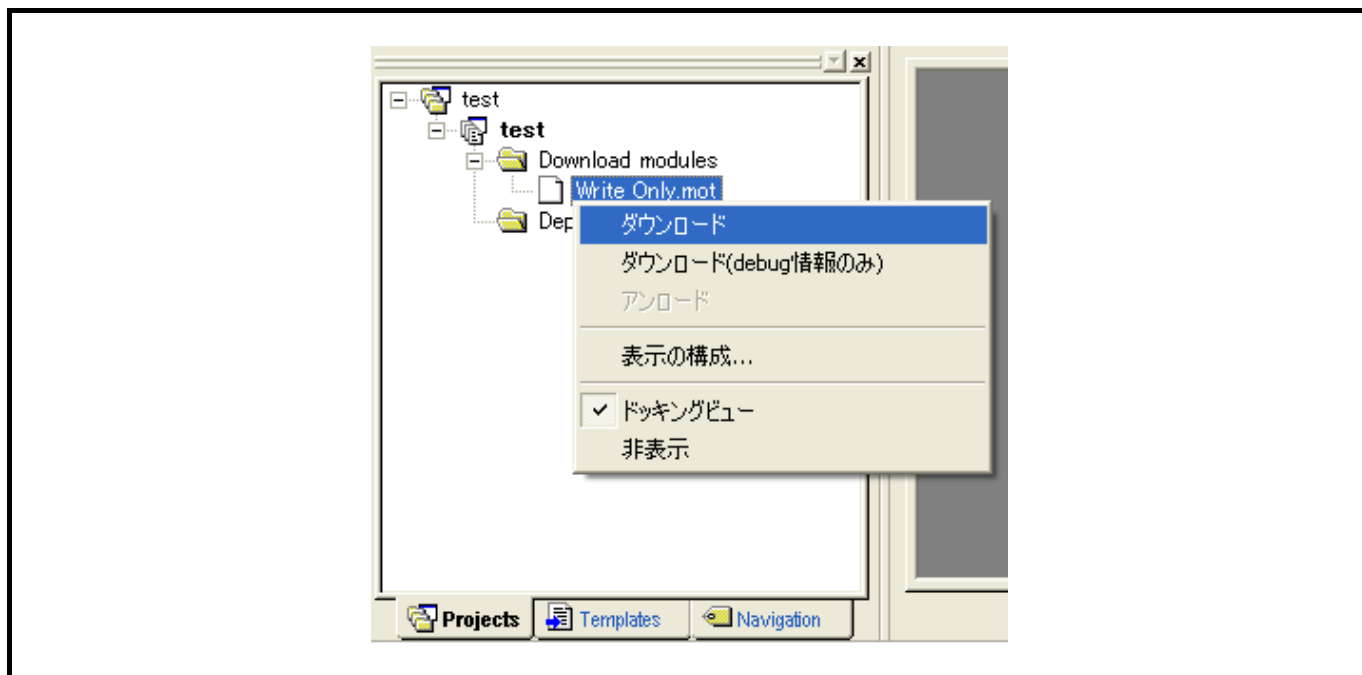 test
test
Download modules
Write Only.mot
Dep
ダウンロード
ダウンロード(debug情報のみ)
アンロード
表示の構成...
ドッキングビュー
非表示
Projects Templates Navigation